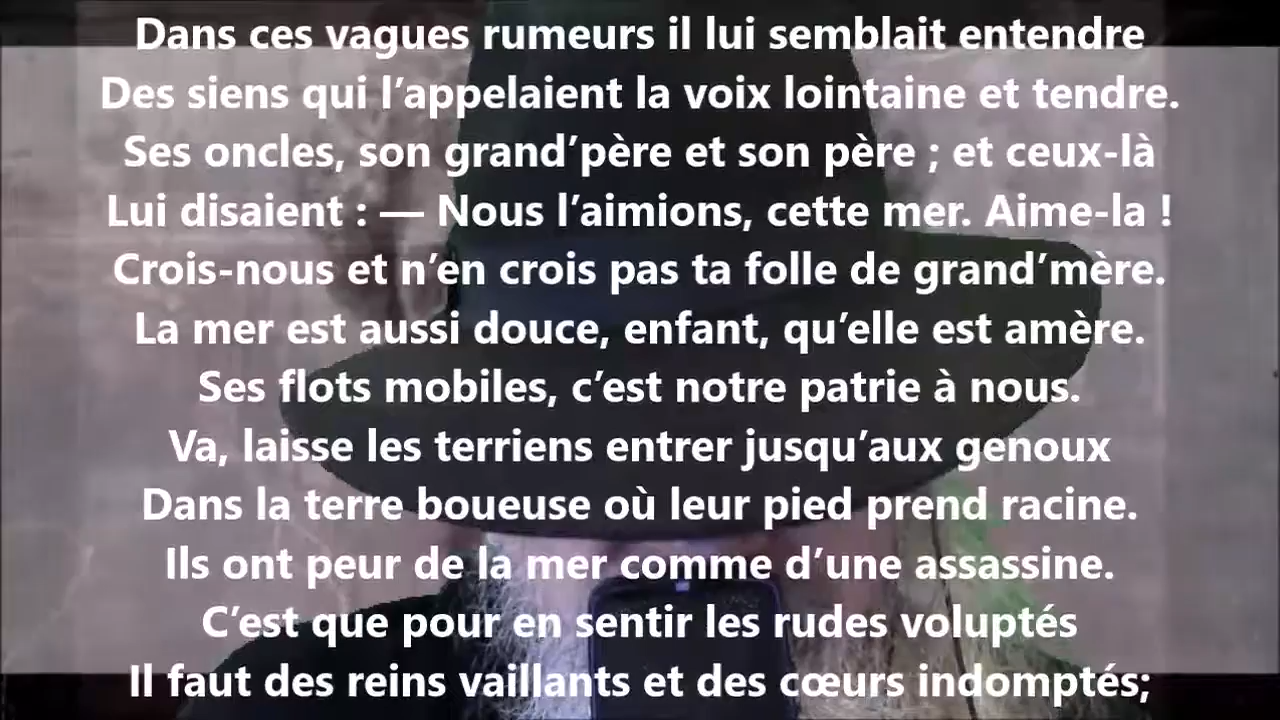 Dans ces vagues rumeurs il lui semblait entendre
Des siens qui l’appelaient la voix lointaine et tendre.
Ses oncles, son grand’père et son père ; et ceux-là
Lui disaient : — Nous l’aimions, cette mer. Aime-la !
Crois-nous et n’en crois pas ta folle de grand’mère.
La mer est aussi douce, enfant, qu’elle est amère.
Ses flots mobiles, c’est notre patrie à nous.
Va, laisse les terriens entrer jusqu’aux genoux
Dans la terre boueuse où leur pied prend racine.
Ils ont peur de la mer comme d’une assassine.
C’est que pour en sentir les rudes voluptés
Il faut des reins vaillants et des cœurs indomptés;